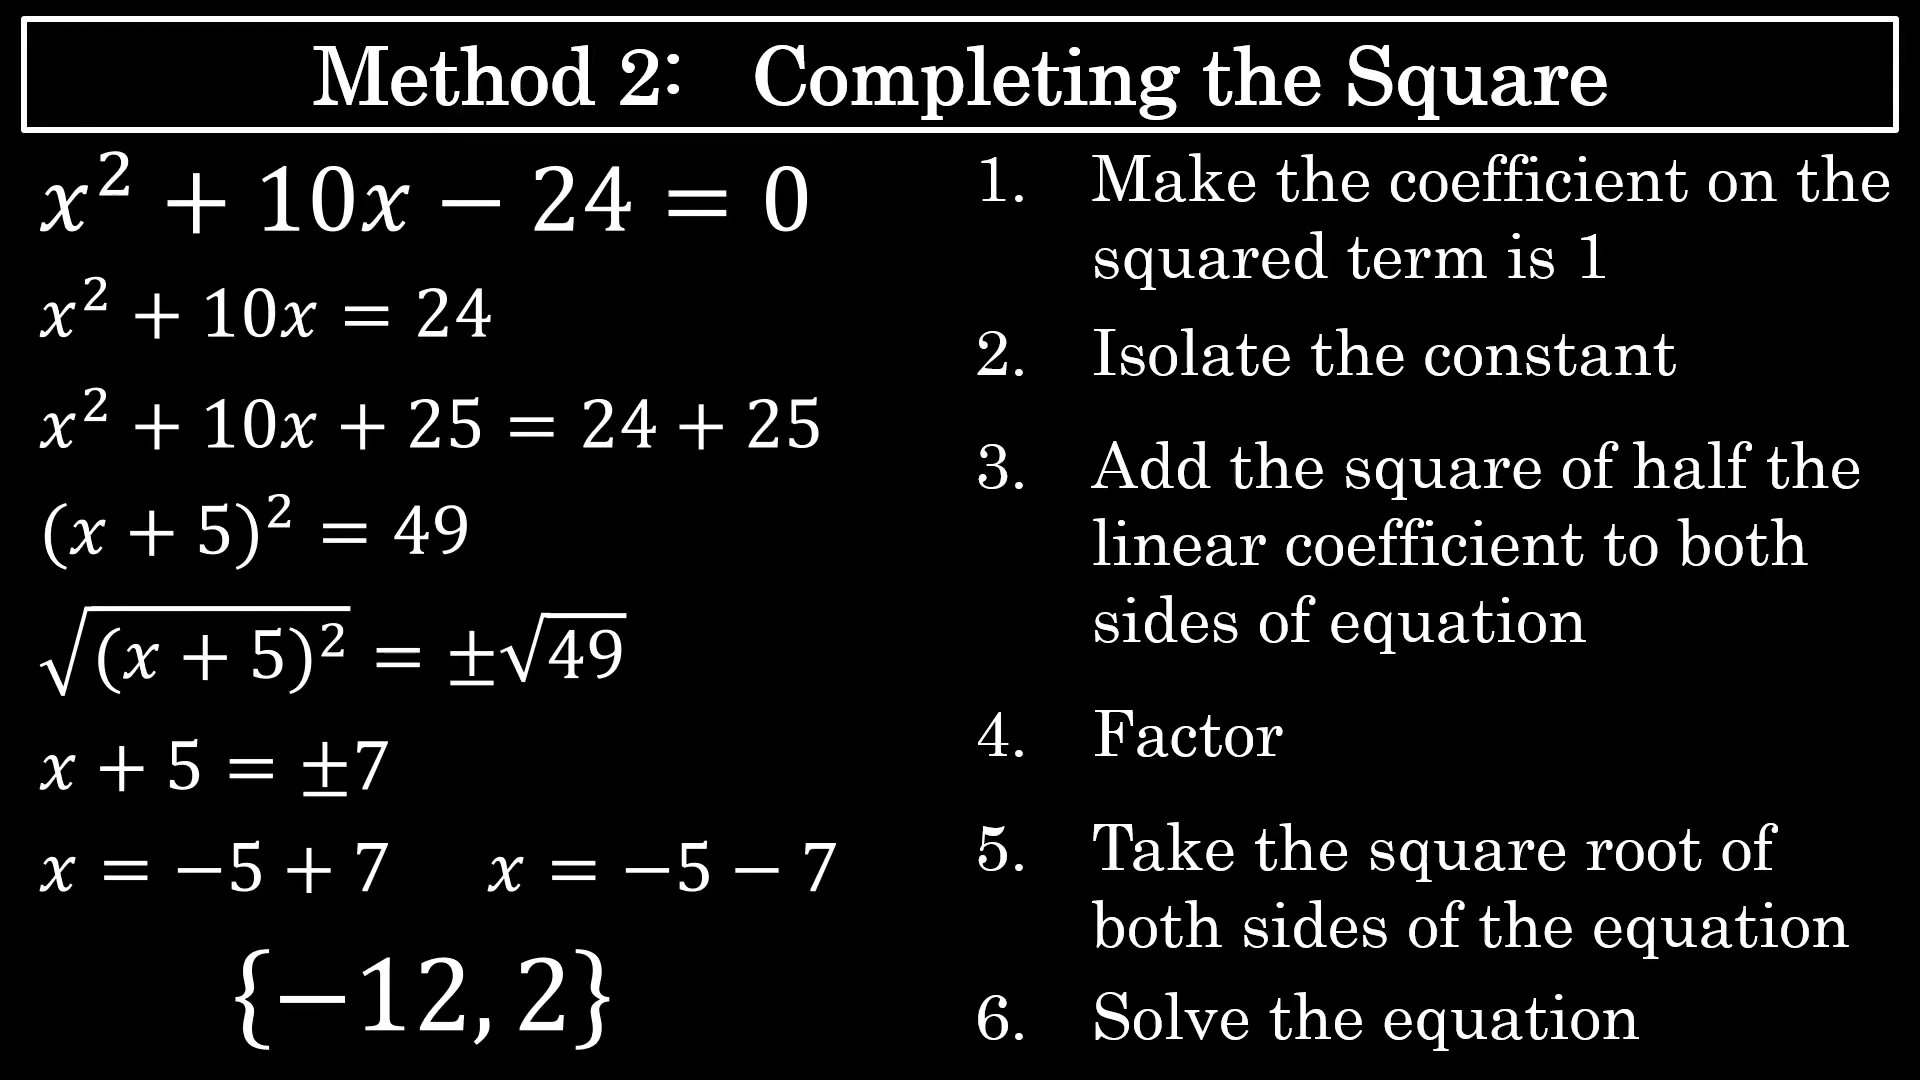 Method 2: Completing the Square
x² + 10x − 24 = 0
x² + 10x = 24
x² + 10x + 25 = 24 + 25
(x + 5)² = 49
√(x + 5)² = ±√49
x + 5 = ±7
x = −5 + 7 x = −5 − 7
{−12, 2}
1. Make the coefficient on the
squared term is 1
2. Isolate the constant
3. Add the square of half the
linear coefficient to both
sides of equation
4. Factor
5. Take the square root of
both sides of the equation
6. Solve the equation